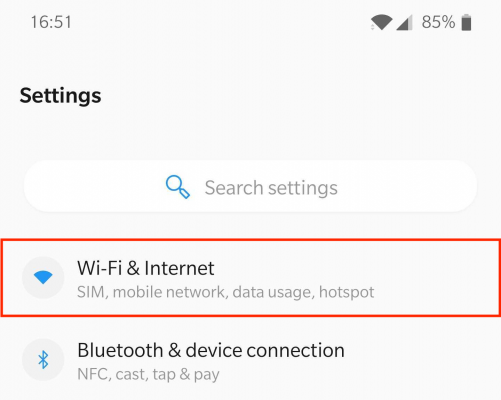 16:51 85%
Settings
Search settings
Wi-Fi & Internet
SIM, mobile network, data usage, hotspot
Bluetooth & device connection
NFC, cast, tap & pay